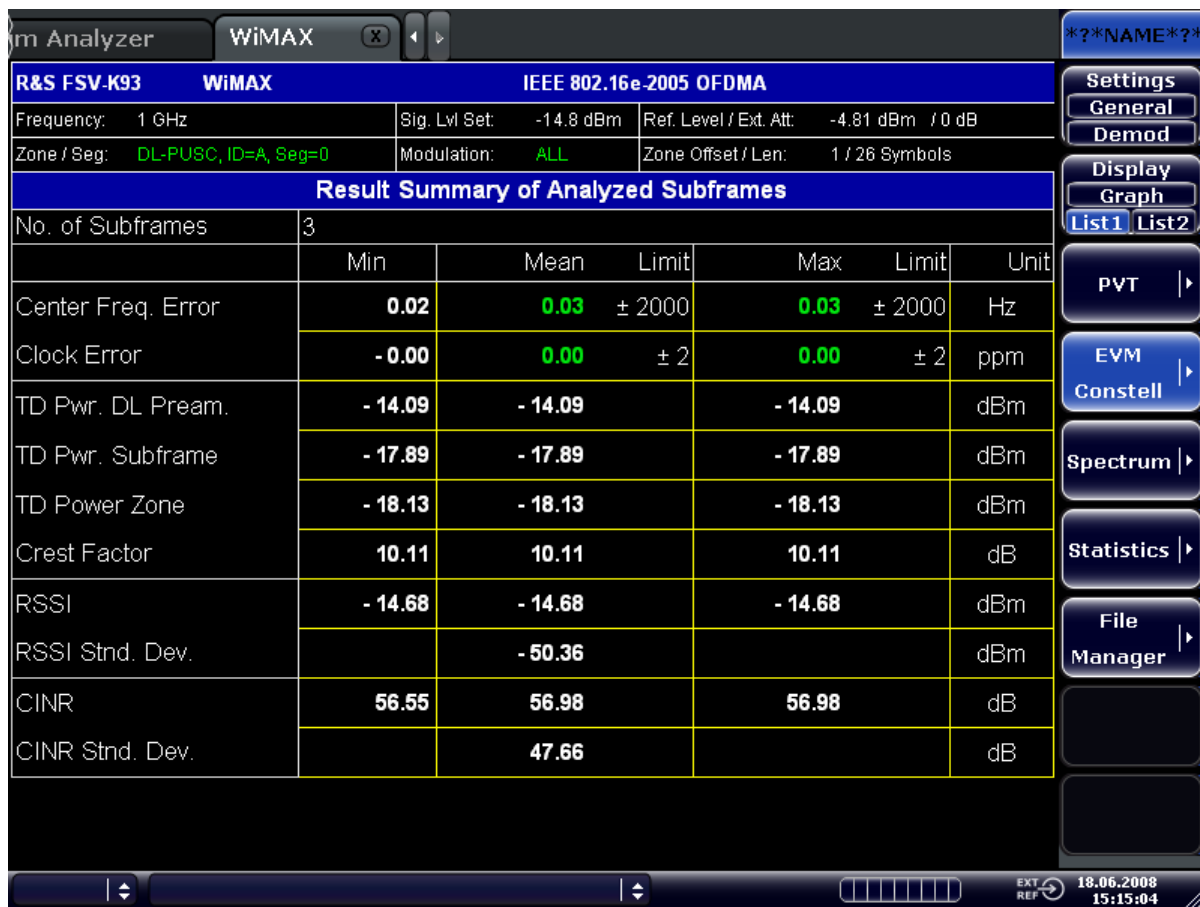 m Analyzer WiMAX X
*?*NAME*?*
R&S FSV-K93 WiMAX IEEE 802.16e-2005 OFDMA
Frequency: 1 GHz Sig. Lvl Set: -14.8 dBm Ref. Level / Ext. Att: -4.81 dBm / 0 dB
Zone / Seg: DL-PUSC, ID=A, Seg=0 Modulation: ALL Zone Offset / Len: 1 / 26 Symbols
Result Summary of Analyzed Subframes
No. of Subframes 3
Min Mean Limit Max Limit Unit
Center Freq. Error 0.02 0.03 ± 2000 0.03 ± 2000 Hz
Clock Error - 0.00 0.00 ± 2 0.00 ± 2 ppm
TD Pwr. DL Pream. - 14.09 - 14.09 - 14.09 dBm
TD Pwr. Subframe - 17.89 - 17.89 - 17.89 dBm
TD Power Zone - 18.13 - 18.13 - 18.13 dBm
Crest Factor 10.11 10.11 10.11 dB
RSSI - 14.68 - 14.68 - 14.68 dBm
RSSI Stnd. Dev. - 50.36 dBm
CINR 56.55 56.98 56.98 dB
CINR Stnd. Dev. 47.66 dB
Settings
General
Demod
Display
Graph
List1 List2
PVT
EVM
Constell
Spectrum
Statistics
File
Manager
EXT
REF
18.06.2008
15:15:04